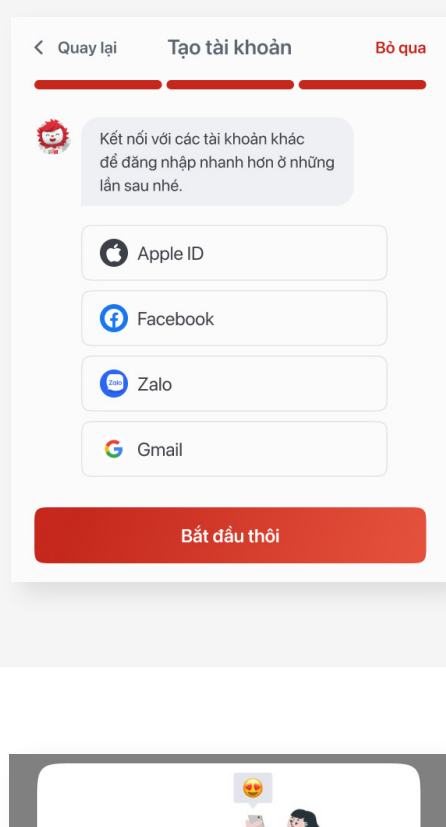 Quay lại
Tạo tài khoản
Bỏ qua
Kết nối với các tài khoản khác
để đăng nhập nhanh hơn ở những
lần sau nhé.
Apple ID
Facebook
Zalo
Zalo
Gmail
Bắt đầu thôi